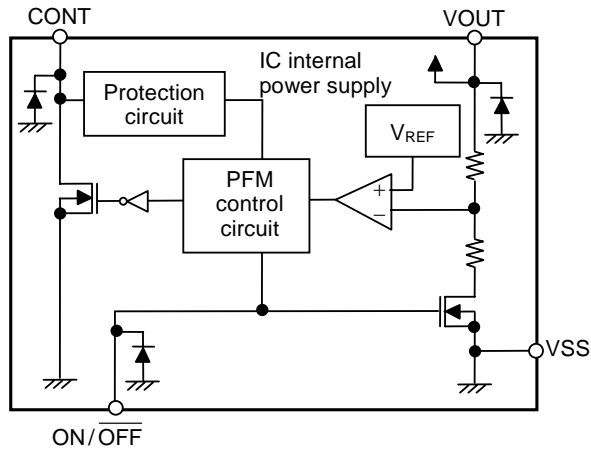 CONT
VOUT
IC internal
power supply
Protection
circuit
VREF
PFM
control
circuit
+
−
VSS
ON/OFF